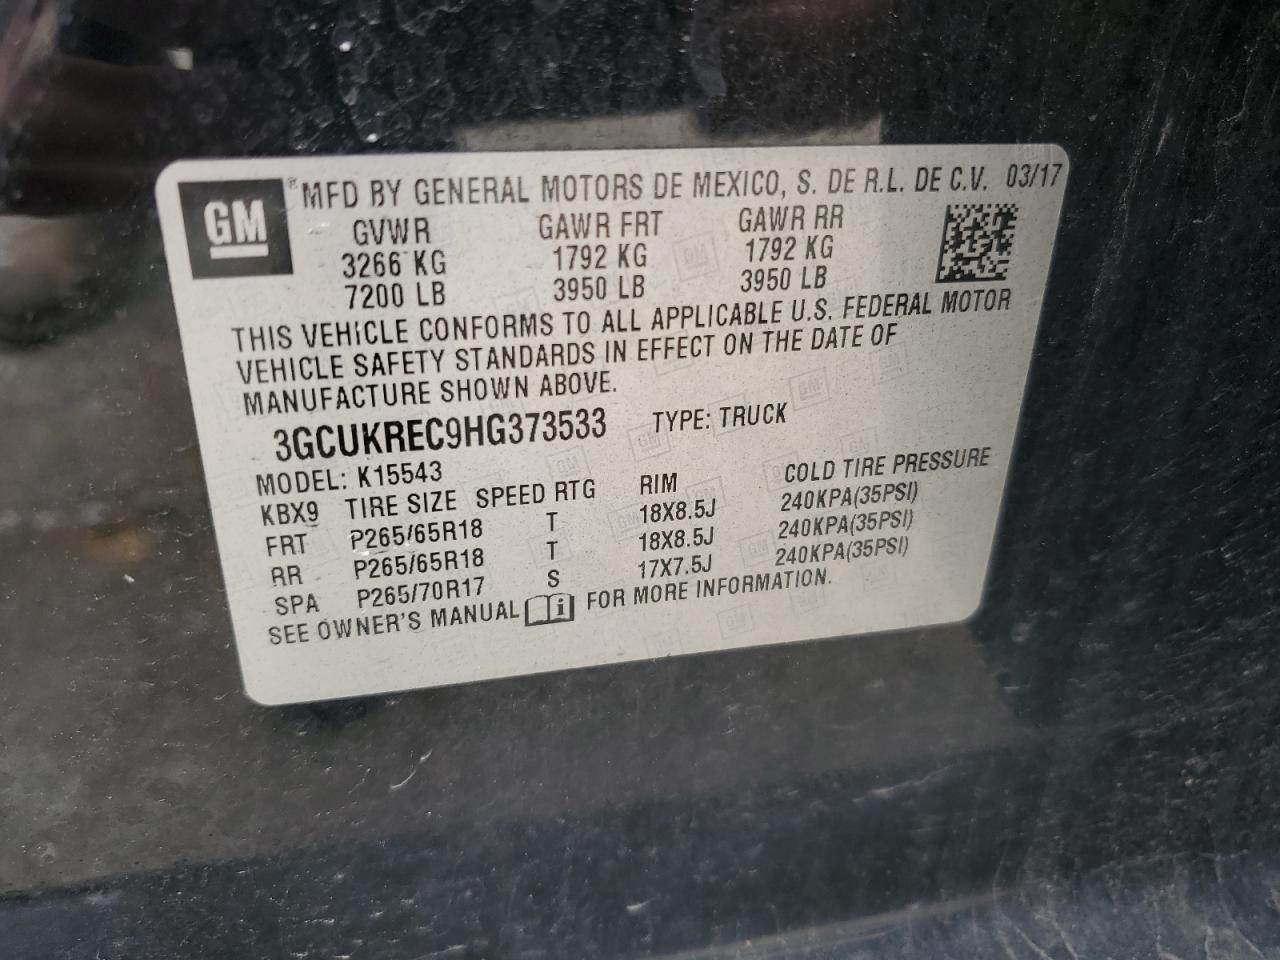 GM ® MFD BY GENERAL MOTORS DE MEXICO, S. DE R.L. DE C.V. 03/17
GVWR GAWR FRT GAWR RR
3266 KG 1792 KG 1792 KG
7200 LB 3950 LB 3950 LB
THIS VEHICLE CONFORMS TO ALL APPLICABLE U.S. FEDERAL MOTOR
VEHICLE SAFETY STANDARDS IN EFFECT ON THE DATE OF
MANUFACTURE SHOWN ABOVE.
3GCUKREC9HG373533 TYPE: TRUCK
MODEL: K15543
KBX9 TIRE SIZE SPEED RTG RIM COLD TIRE PRESSURE
FRT P265/65R18 T 18X8.5J 240KPA(35PSI)
RR P265/65R18 T 18X8.5J 240KPA(35PSI)
SPA P265/70R17 S 17X7.5J 240KPA(35PSI)
SEE OWNER'S MANUAL i FOR MORE INFORMATION.